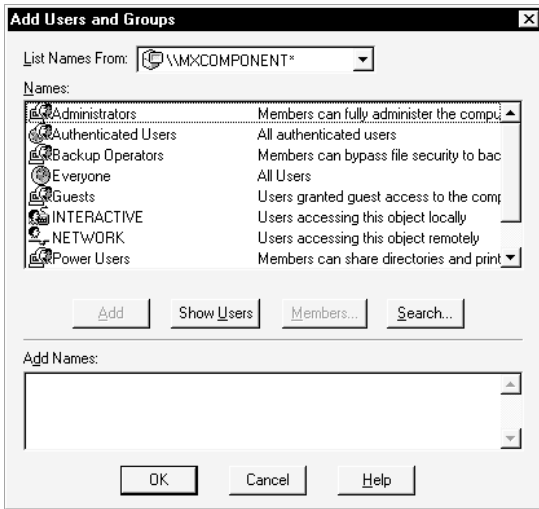 Add Users and Groups
List Names From: \\MXCOMPONENT*
Names:
Administrators Members can fully administer the compu
Authenticated Users All authenticated users
Backup Operators Members can bypass file security to bac
Everyone All Users
Guests Users granted guest access to the comp
INTERACTIVE Users accessing this object locally
NETWORK Users accessing this object remotely
Power Users Members can share directories and print
Add Show Users Members... Search...
Add Names:
OK Cancel Help